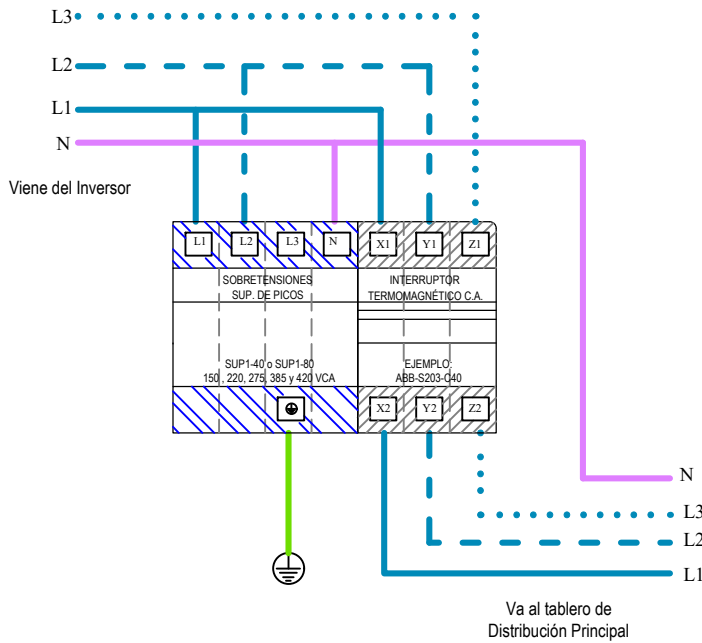 L3
L2
L1
N
Viene del Inversor
L1 L2 L3 N X1 Y1 Z1
SOBRETENSIONES
SUP. DE PICOS
INTERRUPTOR
TERMOMAGNÉTICO C.A.
SUP1-40 o SUP1-80
150 , 220, 275, 385 y 420 VCA
EJEMPLO:
ABB-S203-C40
X2 Y2 Z2
N
L3
L2
L1
Va al tablero de
Distribución Principal